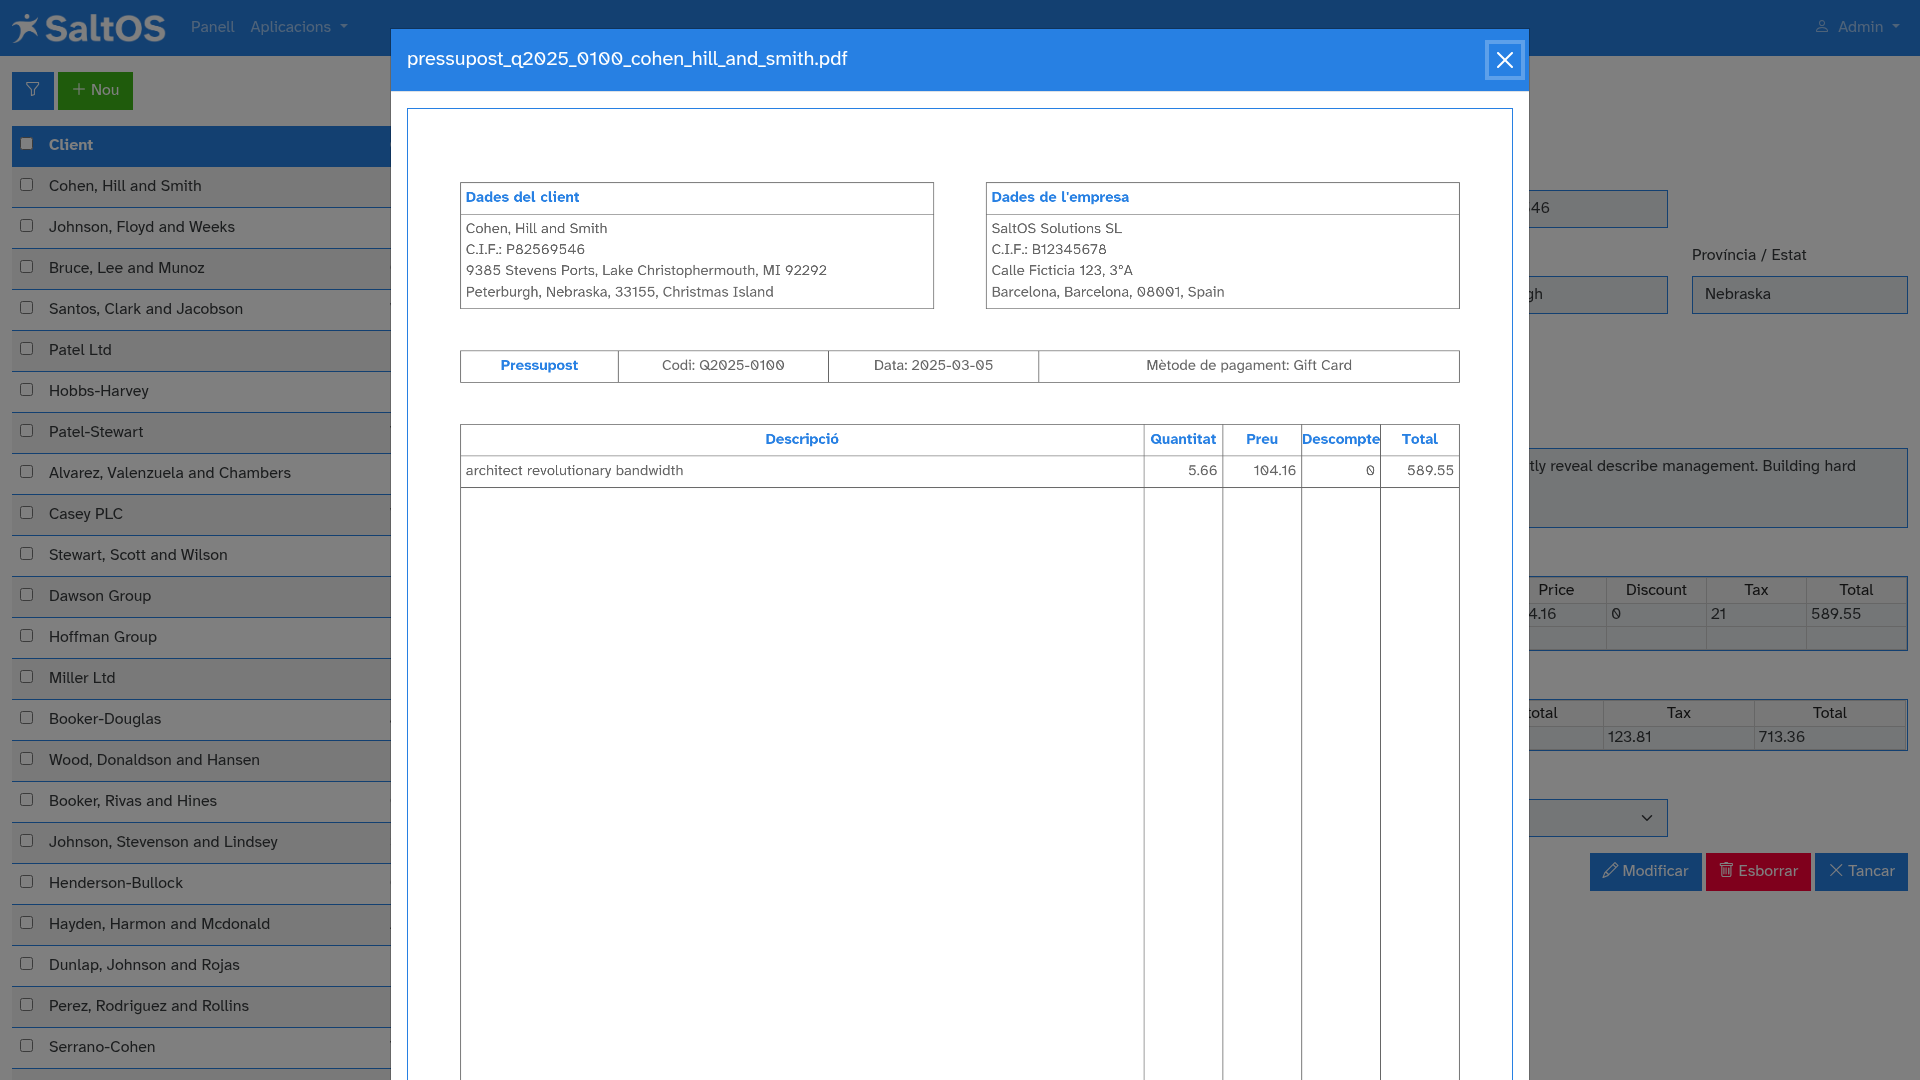 SaltOS Panell Aplicacions Admin
pressupost_q2025_0100_cohen_hill_and_smith.pdf
Nou
Client
Cohen, Hill and Smith
Johnson, Floyd and Weeks
Bruce, Lee and Munoz
Santos, Clark and Jacobson
Patel Ltd
Hobbs-Harvey
Patel-Stewart
Alvarez, Valenzuela and Chambers
Casey PLC
Stewart, Scott and Wilson
Dawson Group
Hoffman Group
Miller Ltd
Booker-Douglas
Wood, Donaldson and Hansen
Booker, Rivas and Hines
Johnson, Stevenson and Lindsey
Henderson-Bullock
Hayden, Harmon and Mcdonald
Dunlap, Johnson and Rojas
Perez, Rodriguez and Rollins
Serrano-Cohen
Dades del client
Cohen, Hill and Smith
C.I.F.: P82569546
9385 Stevens Ports, Lake Christophermouth, MI 92292
Peterburgh, Nebraska, 33155, Christmas Island
Dades de l'empresa
SaltOS Solutions SL
C.I.F.: B12345678
Calle Ficticia 123, 3°A
Barcelona, Barcelona, 08001, Spain
Pressupost Codi: Q2025-0100 Data: 2025-03-05 Mètode de pagament: Gift Card
Descripció Quantitat Preu Descompte Total
architect revolutionary bandwidth 5.66 104.16 0 589.55
46
Província / Estat
gh Nebraska
tly reveal describe management. Building hard
Price Discount Tax Total
4.16 0 21 589.55
total Tax Total
123.81 713.36
Modificar Esborrar Tancar